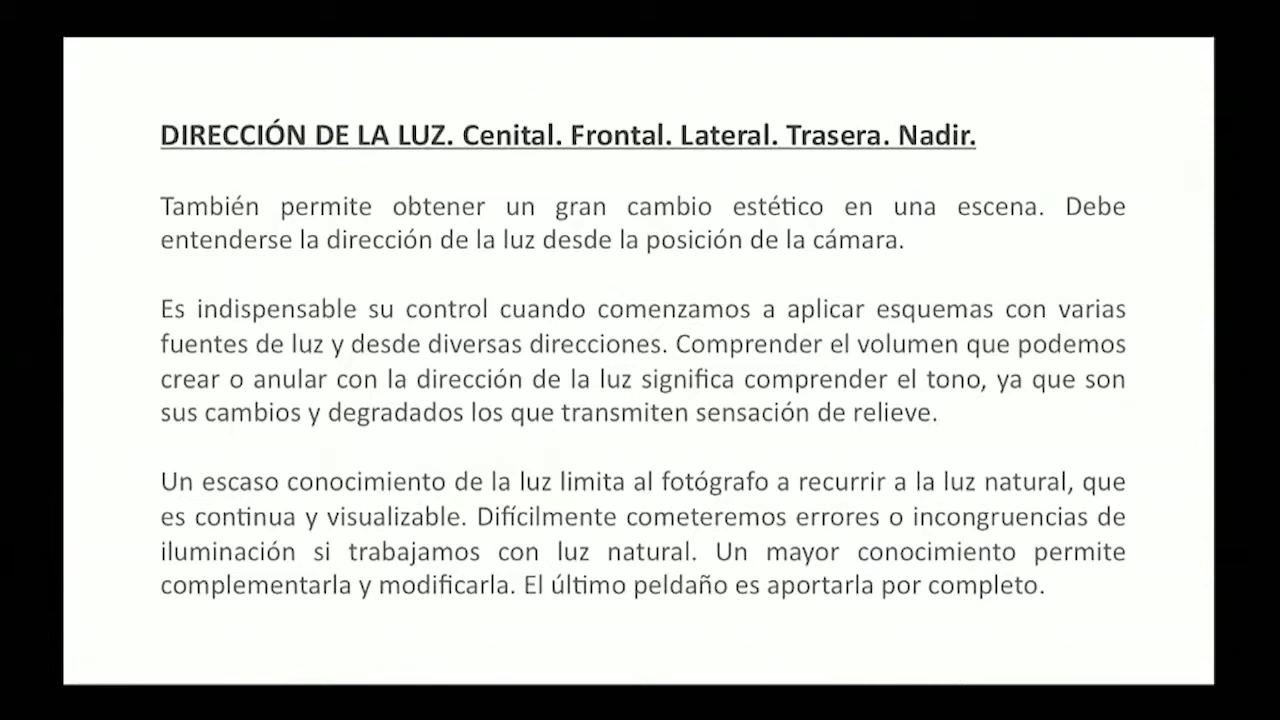 DIRECCIÓN DE LA LUZ. Cenital. Frontal. Lateral. Trasera. Nadir.
También permite obtener un gran cambio estético en una escena. Debe
entenderse la dirección de la luz desde la posición de la cámara.
Es indispensable su control cuando comenzamos a aplicar esquemas con varias
fuentes de luz y desde diversas direcciones. Comprender el volumen que podemos
crear o anular con la dirección de la luz significa comprender el tono, ya que son
sus cambios y degradados los que transmiten sensación de relieve.
Un escaso conocimiento de la luz limita al fotógrafo a recurrir a la luz natural, que
es continua y visualizable. Difícilmente cometeremos errores o incongruencias de
iluminación si trabajamos con luz natural. Un mayor conocimiento permite
complementarla y modificarla. El último peldaño es aportarla por completo.